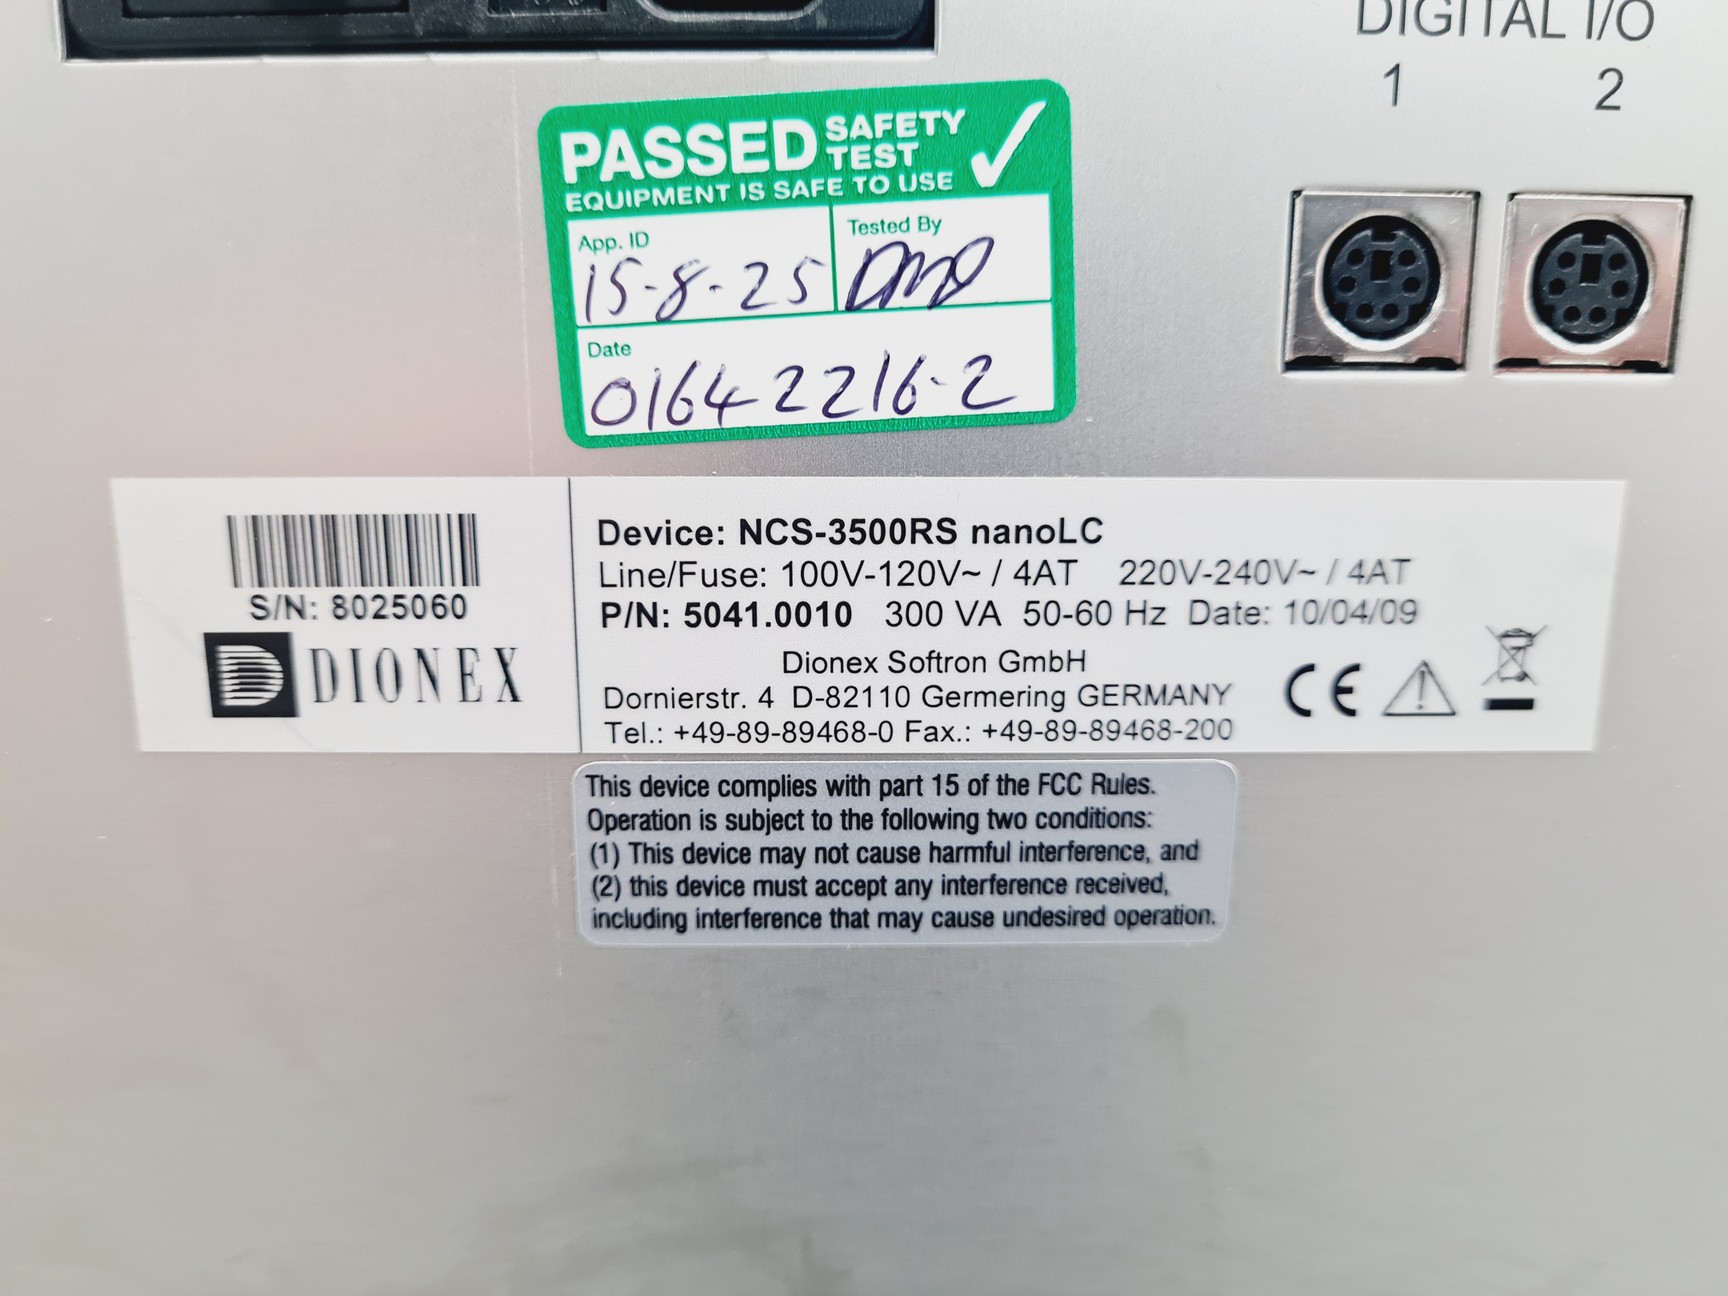 DIGITAL I/O
1 2
PASSED SAFETY TEST
EQUIPMENT IS SAFE TO USE
App. ID
15-8-25
Tested By
Date
01642216-2
S/N: 8025060
DIONEX
Device: NCS-3500RS nanoLC
Line/Fuse: 100V-120V~ / 4AT 220V-240V~ / 4AT
P/N: 5041.0010 300 VA 50-60 Hz Date: 10/04/09
Dionex Softron GmbH
Dornierstr. 4 D-82110 Germering GERMANY
Tel.: +49-89-89468-0 Fax.: +49-89-89468-200
CE
This device complies with part 15 of the FCC Rules.
Operation is subject to the following two conditions:
(1) This device may not cause harmful interference, and
(2) this device must accept any interference received,
including interference that may cause undesired operation.